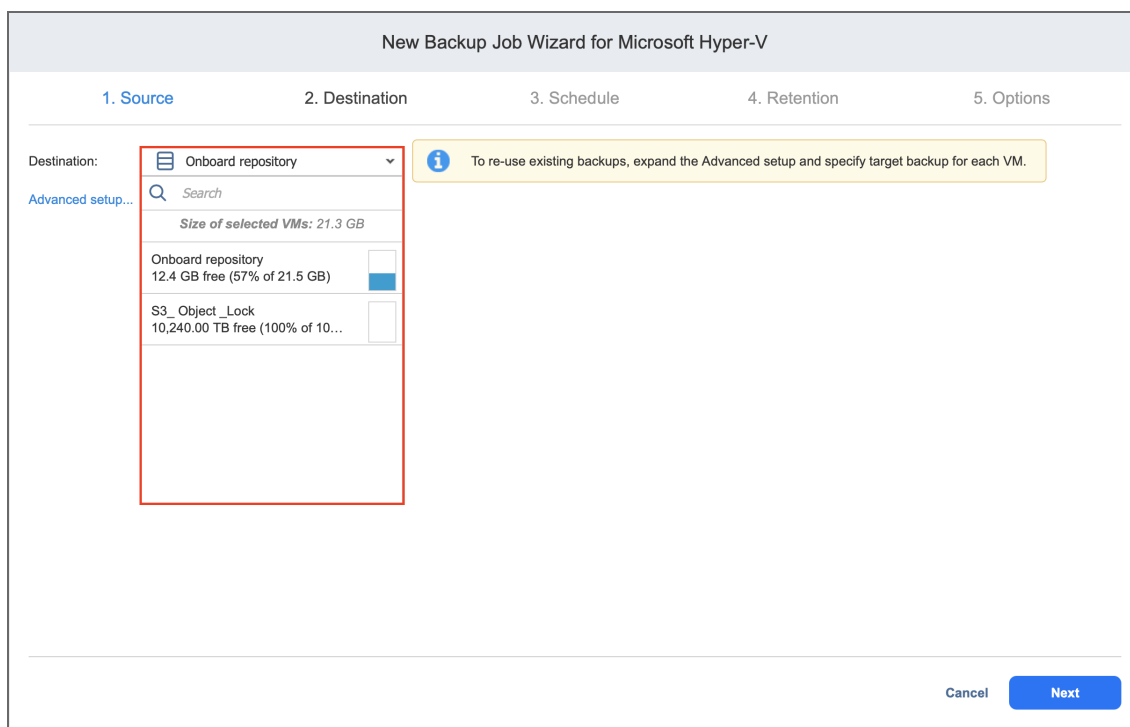 New Backup Job Wizard for Microsoft Hyper-V
1. Source 2. Destination 3. Schedule 4. Retention 5. Options
Destination: Onboard repository To re-use existing backups, expand the Advanced setup and specify target backup for each VM.
Advanced setup... Search
Size of selected VMs: 21.3 GB
Onboard repository
12.4 GB free (57% of 21.5 GB)
S3_ Object _Lock
10,240.00 TB free (100% of 10...
Cancel Next